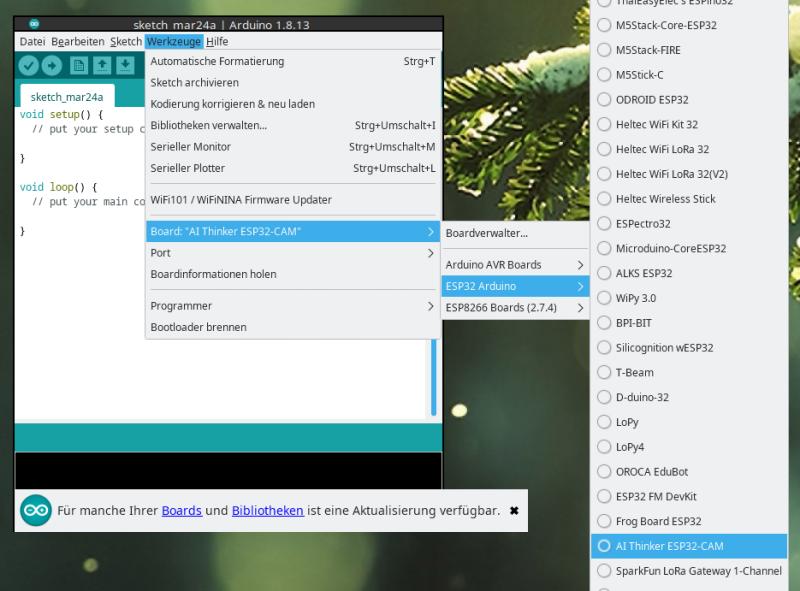 sketch_mar24a | Arduino 1.8.13
Datei Bearbeiten Sketch Werkzeuge Hilfe
sketch_mar24a
void setup() {
// put your setup c
}
void loop() {
// put your main co
}
Automatische Formatierung Strg+T
Sketch archivieren
Kodierung korrigieren & neu laden
Bibliotheken verwalten... Strg+Umschalt+I
Serieller Monitor Strg+Umschalt+M
Serieller Plotter Strg+Umschalt+L
WiFi101 / WiFiNINA Firmware Updater
Board: "AI Thinker ESP32-CAM"
Port
Boardinformationen holen
Programmer
Bootloader brennen
Boardverwalter...
Arduino AVR Boards
ESP32 Arduino
ESP8266 Boards (2.7.4)
ThaiEasyElec's ESPino32
M5Stack-Core-ESP32
M5Stack-FIRE
M5Stick-C
ODROID ESP32
Heltec WiFi Kit 32
Heltec WiFi LoRa 32
Heltec WiFi LoRa 32(V2)
Heltec Wireless Stick
ESPectro32
Microduino-CoreESP32
ALKS ESP32
WiPy 3.0
BPI-BIT
Silicognition wESP32
T-Beam
D-duino-32
LoPy
LoPy4
OROCA EduBot
ESP32 FM DevKit
Frog Board ESP32
AI Thinker ESP32-CAM
SparkFun LoRa Gateway 1-Channel
Für manche Ihrer Boards und Bibliotheken ist eine Aktualisierung verfügbar.